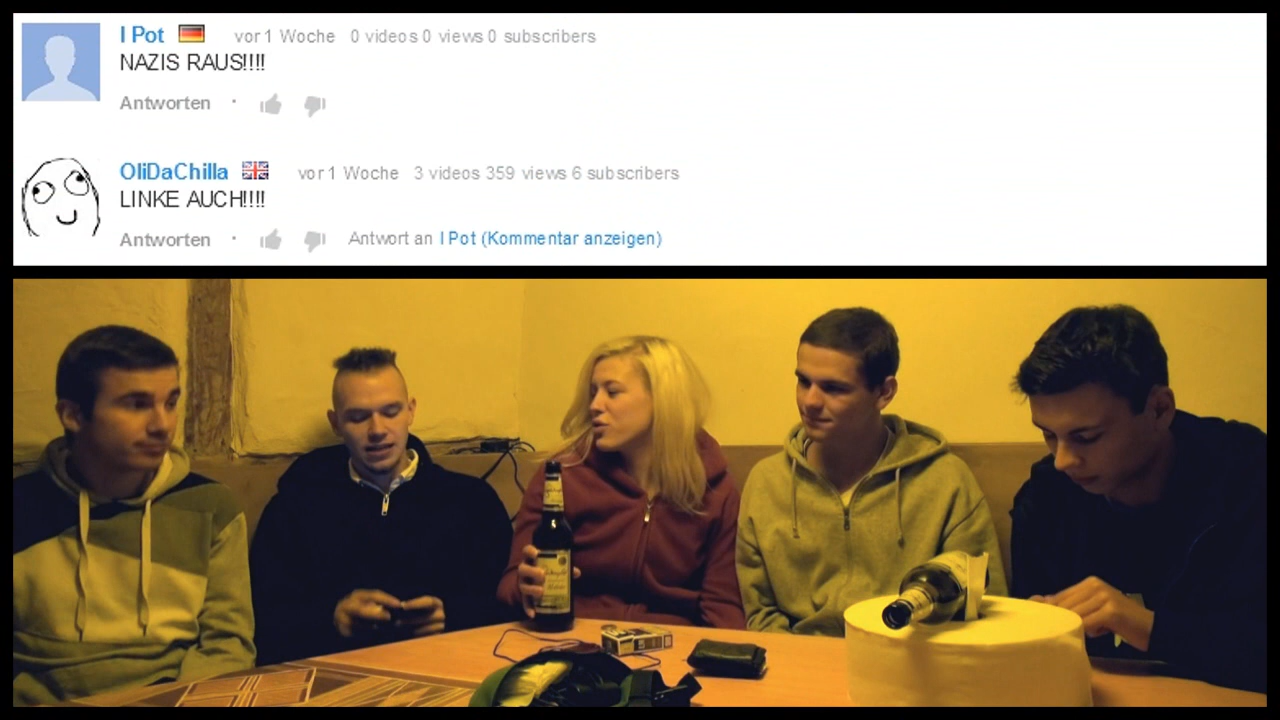 I Pot vor 1 Woche 0 videos 0 views 0 subscribers
NAZIS RAUS!!!!
Antworten ·
OliDaChilla vor 1 Woche 3 videos 359 views 6 subscribers
LINKE AUCH!!!!
Antworten · Antwort an I Pot (Kommentar anzeigen)